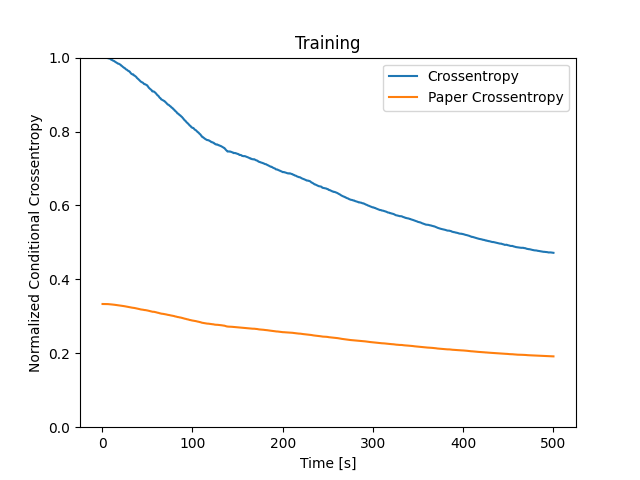 Training
Crossentropy
Paper Crossentropy
Normalized Conditional Crossentropy
1.0
0.8
0.6
0.4
0.2
0.0
0 100 200 300 400 500
Time [s]